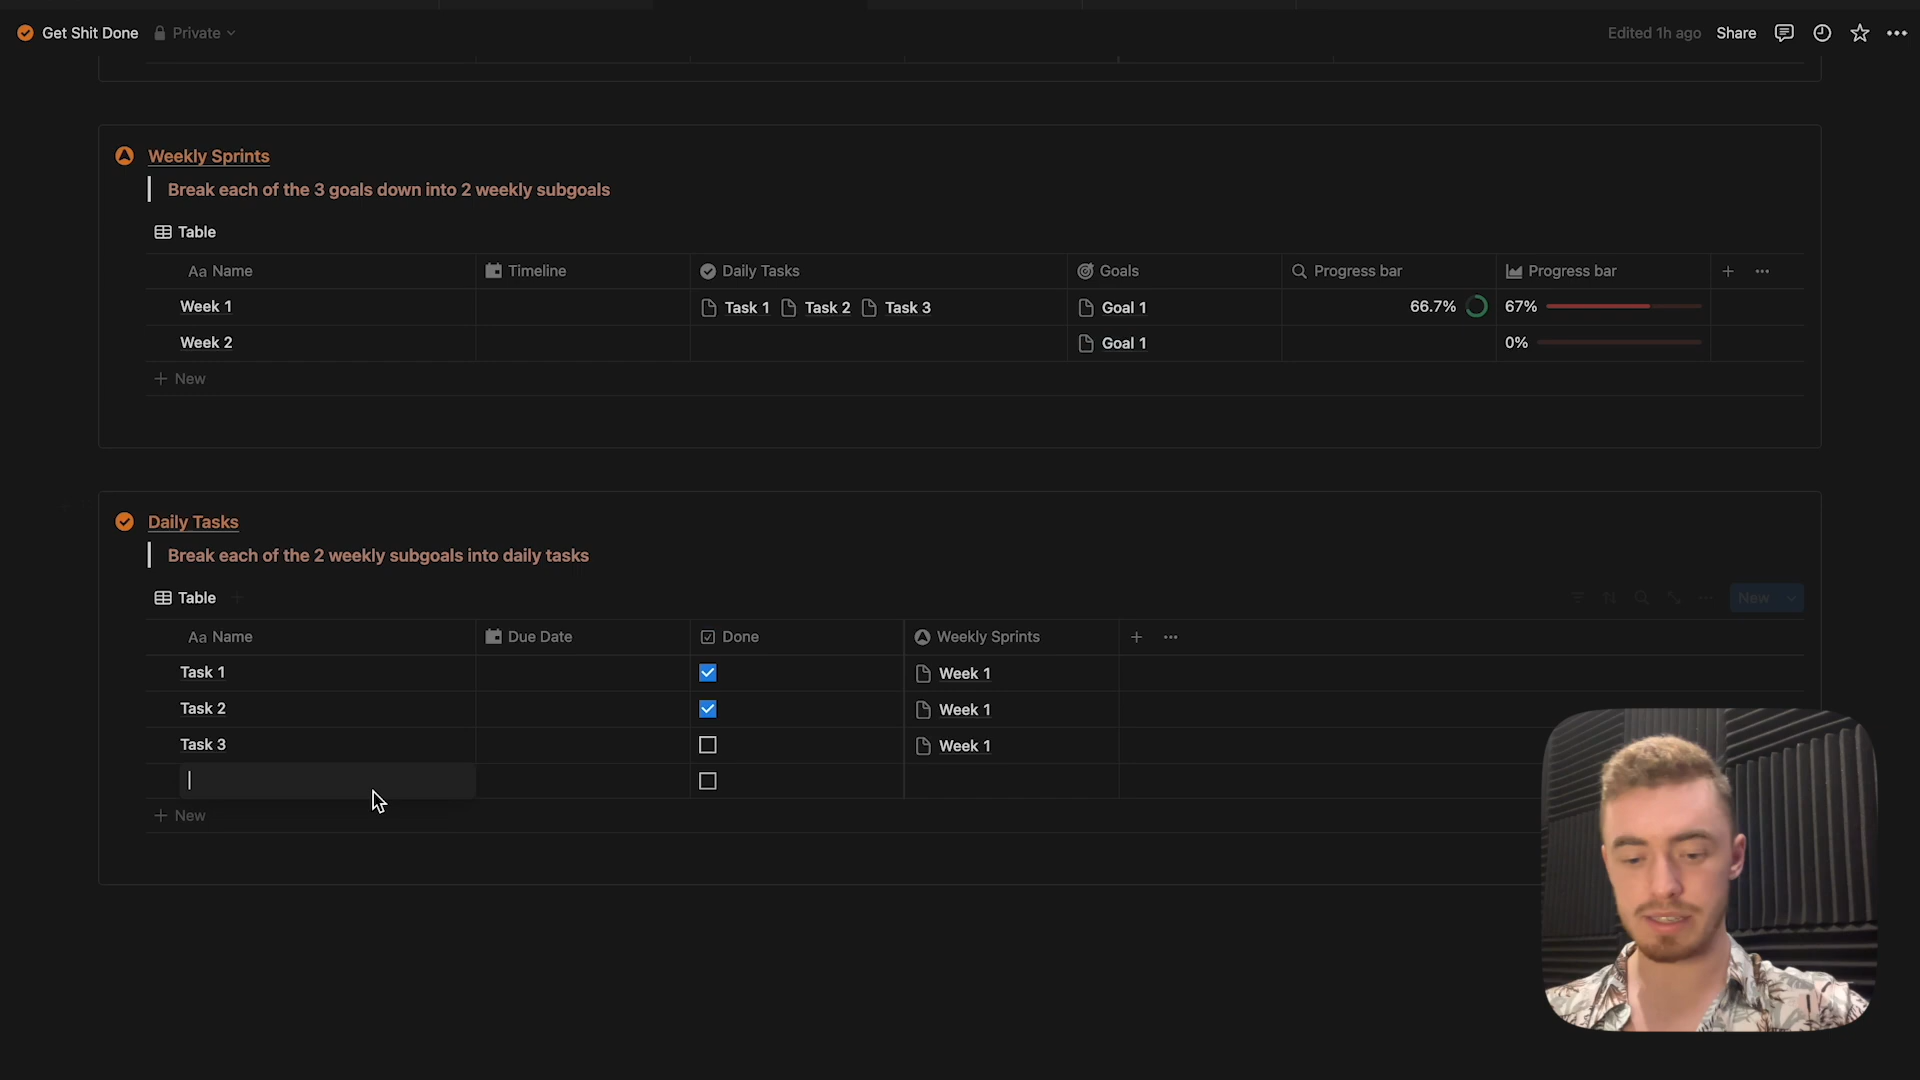 Get Shit Done Private
Edited 1h ago Share
Weekly Sprints
Break each of the 3 goals down into 2 weekly subgoals
Table
Aa Name Timeline Daily Tasks Goals Progress bar Progress bar
Week 1 Task 1 Task 2 Task 3 Goal 1 66.7% 67%
Week 2 Goal 1 0%
+ New
Daily Tasks
Break each of the 2 weekly subgoals into daily tasks
Table
New
Aa Name Due Date Done Weekly Sprints
Task 1 Week 1
Task 2 Week 1
Task 3 Week 1
+ New